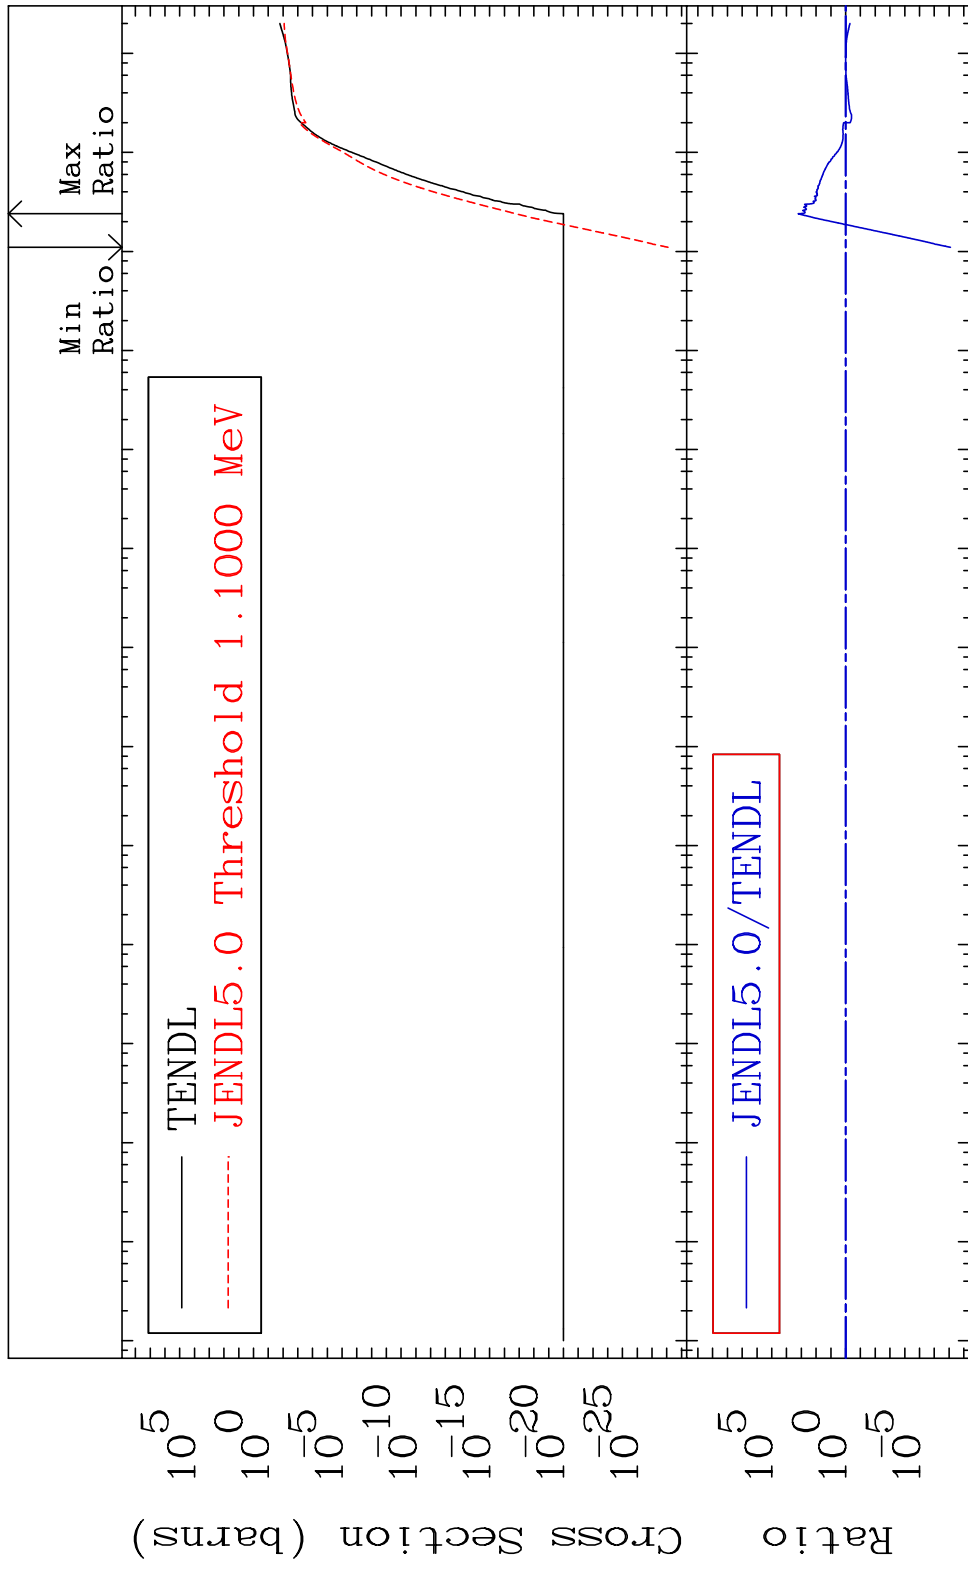 Min
Ratio
Max
Ratio
TENDL
JENDL5.0 Threshold 1.1000 MeV
10^5
10^0
10^-5
10^-10
10^-15
10^-20
10^-25
Cross Section (barns)
JENDL5.0/TENDL
10^5
10^0
10^-5
Ratio